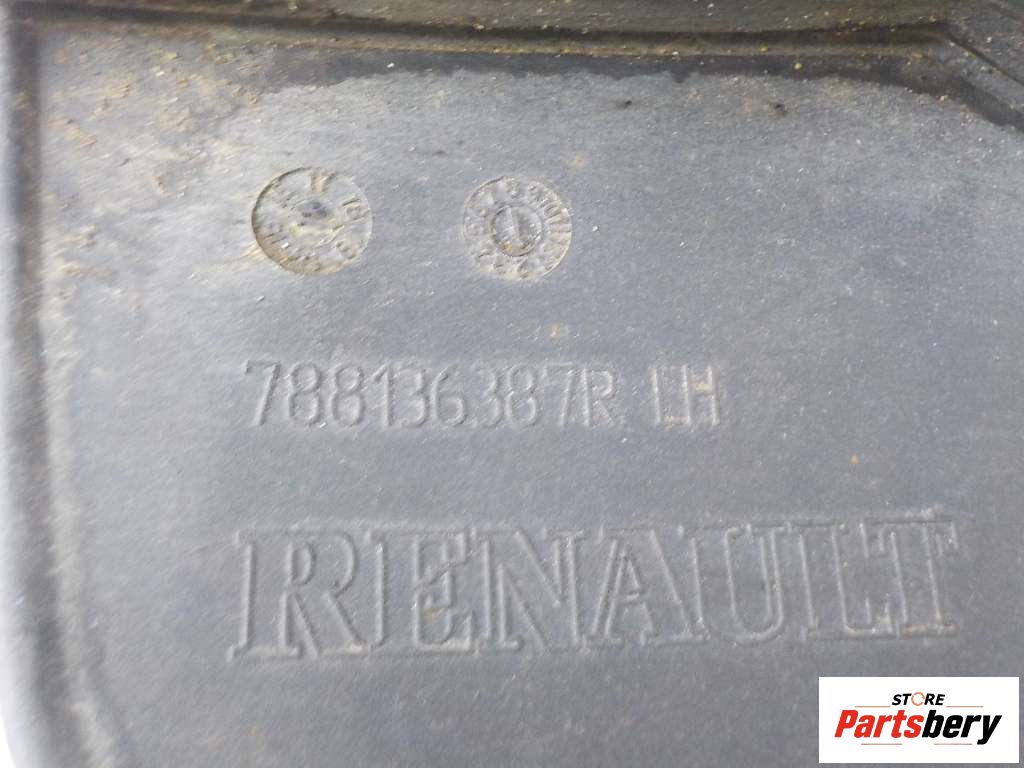 788136387R LH
RENAULT
STORE
Partsbery